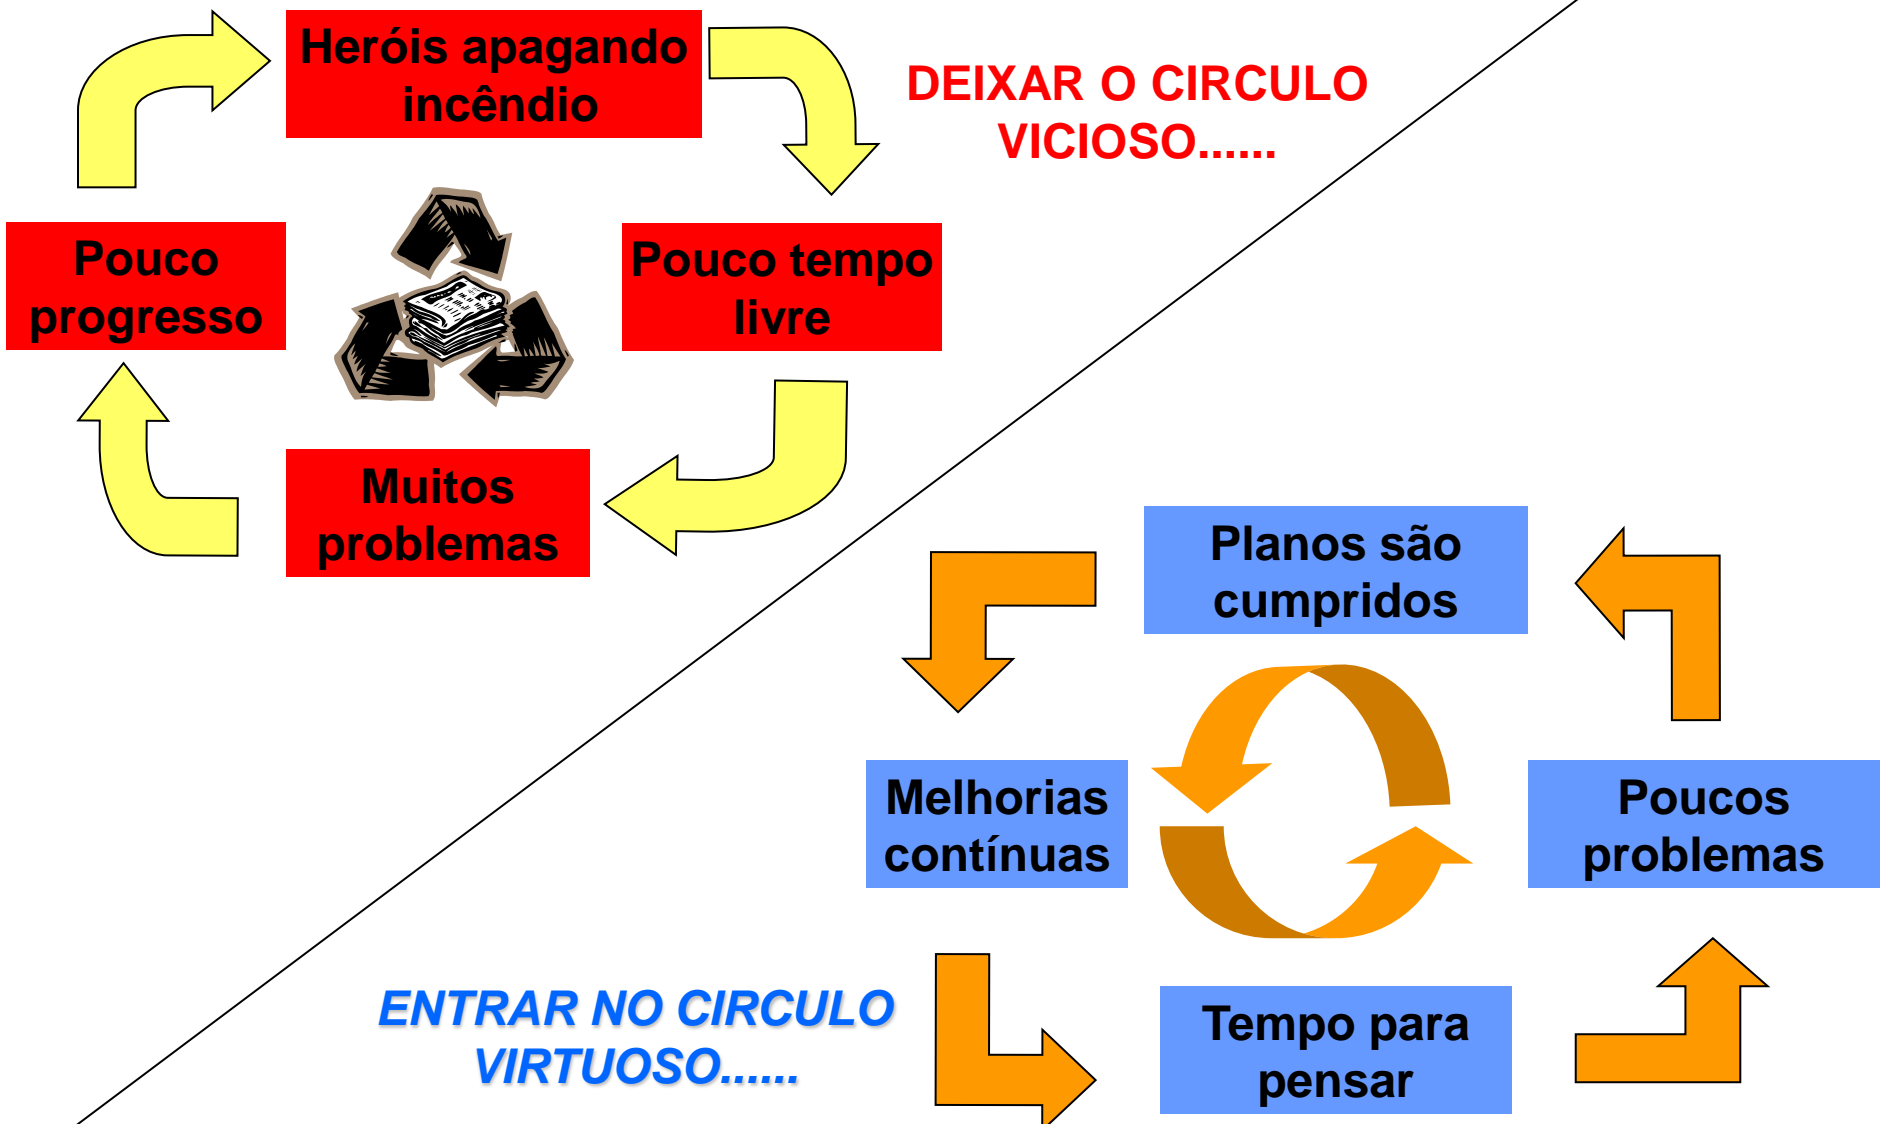 Heróis apagando
incêndio
DEIXAR O CIRCULO
VICIOSO......
Pouco
progresso
Pouco tempo
livre
Muitos
problemas
Planos são
cumpridos
Melhorias
contínuas
Poucos
problemas
ENTRAR NO CIRCULO
VIRTUOSO......
Tempo para
pensar